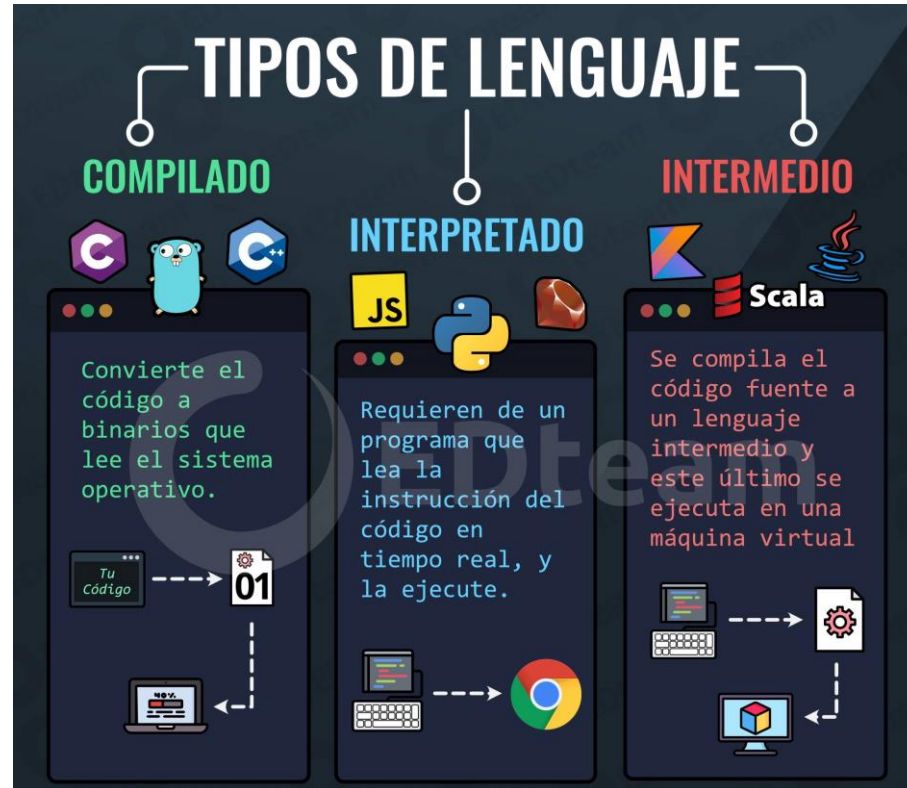 TIPOS DE LENGUAJE
COMPILADO
C
C++
Convierte el
código a
binarios que
lee el sistema
operativo.
Tu
Código
01
40%
INTERPRETADO
JS
Requieren de un
programa que
lea la
instrucción del
código en
tiempo real, y
la ejecute.
INTERMEDIO
Scala
Se compila el
código fuente a
un lenguaje
intermedio y
este último se
ejecuta en una
máquina virtual
EDteam